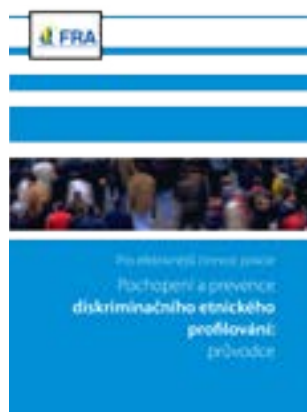 FRA
Pro efektivnější činnost policie
Pochopení a prevence
diskriminačního etnického
profilování:
průvodce